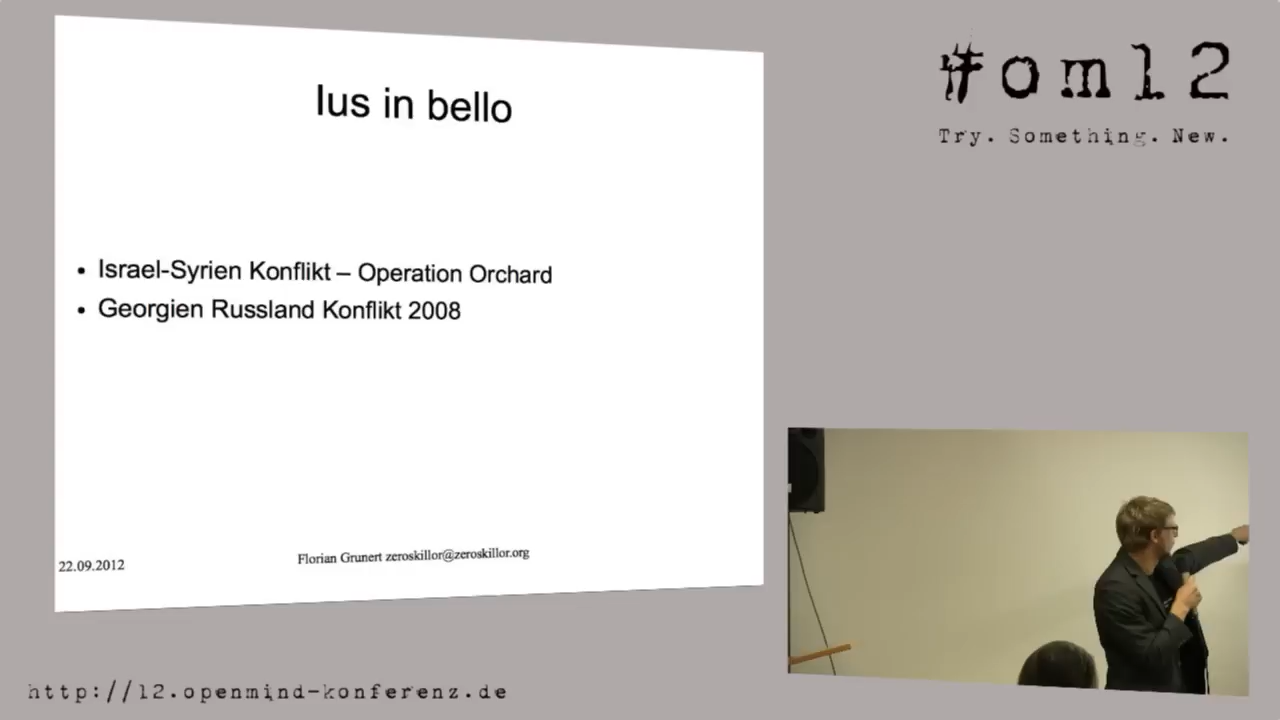 Ius in bello
• Israel-Syrien Konflikt – Operation Orchard
• Georgien Russland Konflikt 2008
22.09.2012
Florian Grunert zeroskillor@zeroskillor.org
#om12
Try. Something. New.
http://12.openmind-konferenz.de